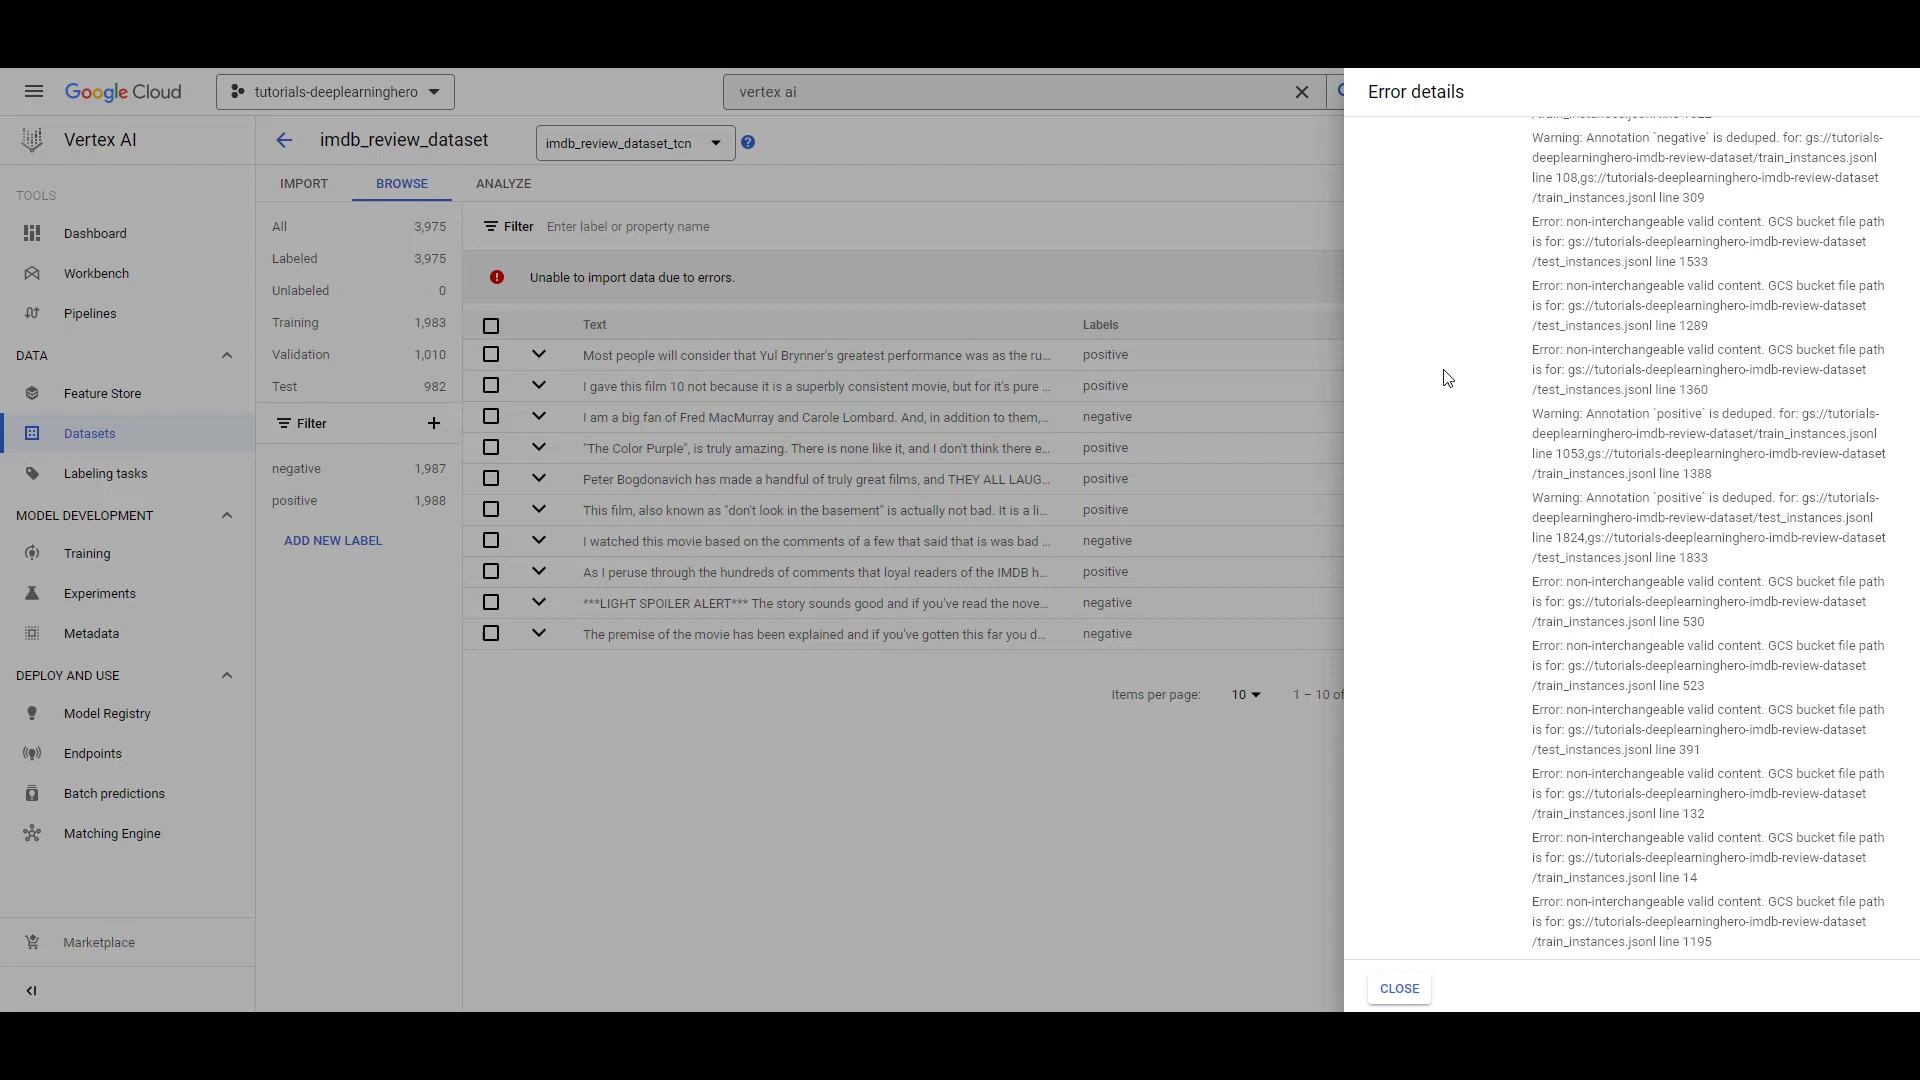 Google Cloud
tutorials-deeplearninghero
vertex ai
Error details
Vertex AI
imdb_review_dataset
imdb_review_dataset_tcn
IMPORT
BROWSE
ANALYZE
TOOLS
Dashboard
Workbench
Pipelines
DATA
Feature Store
Datasets
Labeling tasks
MODEL DEVELOPMENT
Training
Experiments
Metadata
DEPLOY AND USE
Model Registry
Endpoints
Batch predictions
Matching Engine
Marketplace
All 3,975
Labeled 3,975
Unlabeled 0
Training 1,983
Validation 1,010
Test 982
Filter
negative 1,987
positive 1,988
ADD NEW LABEL
Filter Enter label or property name
Unable to import data due to errors.
Text Labels
Most people will consider that Yul Brynner's greatest performance was as the ru... positive
I gave this film 10 not because it is a superbly consistent movie, but for it's pure ... positive
I am a big fan of Fred MacMurray and Carole Lombard. And, in addition to them,... negative
"The Color Purple", is truly amazing. There is none like it, and I don't think there e... positive
Peter Bogdonavich has made a handful of truly great films, and THEY ALL LAUG... positive
This film, also known as "don't look in the basement" is actually not bad. It is a li... positive
I watched this movie based on the comments of a few that said that is was bad ... negative
As I peruse through the hundreds of comments that loyal readers of the IMDB h... positive
***LIGHT SPOILER ALERT*** The story sounds good and if you've read the nove... negative
The premise of the movie has been explained and if you've gotten this far you d... negative
Items per page: 10 1 – 10 of
Warning: Annotation `negative` is deduped. for: gs://tutorials-
deeplearninghero-imdb-review-dataset/train_instances.jsonl
line 108,gs://tutorials-deeplearninghero-imdb-review-dataset
/train_instances.jsonl line 309
Error: non-interchangeable valid content. GCS bucket file path
is for: gs://tutorials-deeplearninghero-imdb-review-dataset
/test_instances.jsonl line 1533
Error: non-interchangeable valid content. GCS bucket file path
is for: gs://tutorials-deeplearninghero-imdb-review-dataset
/test_instances.jsonl line 1289
Error: non-interchangeable valid content. GCS bucket file path
is for: gs://tutorials-deeplearninghero-imdb-review-dataset
/test_instances.jsonl line 1360
Warning: Annotation `positive` is deduped. for: gs://tutorials-
deeplearninghero-imdb-review-dataset/train_instances.jsonl
line 1053,gs://tutorials-deeplearninghero-imdb-review-dataset
/train_instances.jsonl line 1388
Warning: Annotation `positive` is deduped. for: gs://tutorials-
deeplearninghero-imdb-review-dataset/test_instances.jsonl
line 1824,gs://tutorials-deeplearninghero-imdb-review-dataset
/test_instances.jsonl line 1833
Error: non-interchangeable valid content. GCS bucket file path
is for: gs://tutorials-deeplearninghero-imdb-review-dataset
/train_instances.jsonl line 530
Error: non-interchangeable valid content. GCS bucket file path
is for: gs://tutorials-deeplearninghero-imdb-review-dataset
/train_instances.jsonl line 523
Error: non-interchangeable valid content. GCS bucket file path
is for: gs://tutorials-deeplearninghero-imdb-review-dataset
/test_instances.jsonl line 391
Error: non-interchangeable valid content. GCS bucket file path
is for: gs://tutorials-deeplearninghero-imdb-review-dataset
/train_instances.jsonl line 132
Error: non-interchangeable valid content. GCS bucket file path
is for: gs://tutorials-deeplearninghero-imdb-review-dataset
/train_instances.jsonl line 14
Error: non-interchangeable valid content. GCS bucket file path
is for: gs://tutorials-deeplearninghero-imdb-review-dataset
/train_instances.jsonl line 1195
CLOSE